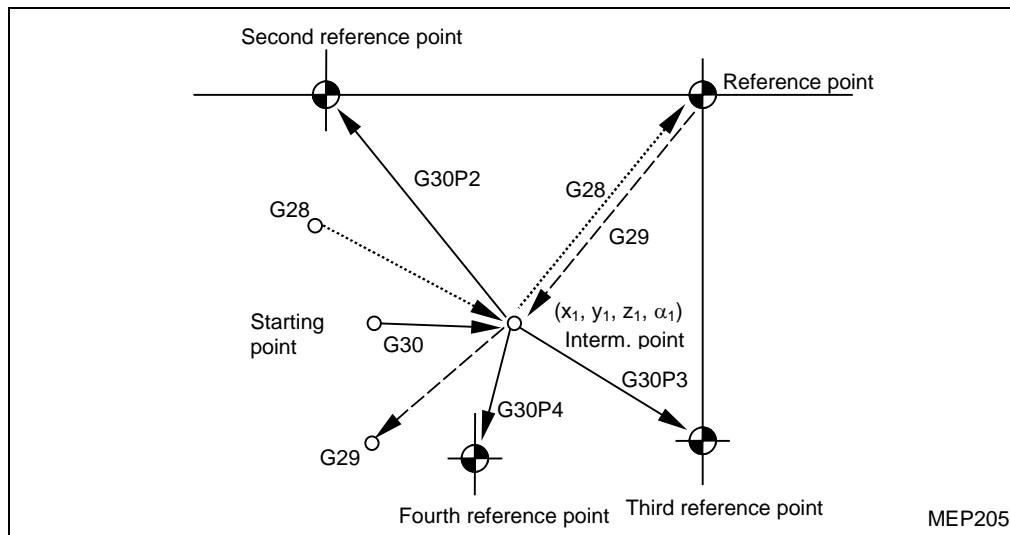 Second reference point
Reference point
G30P2
G28
G28
G29
(x₁, y₁, z₁, α₁)
Starting
point
Interm. point
G30
G30P3
G30P4
G29
Fourth reference point
Third reference point
MEP205